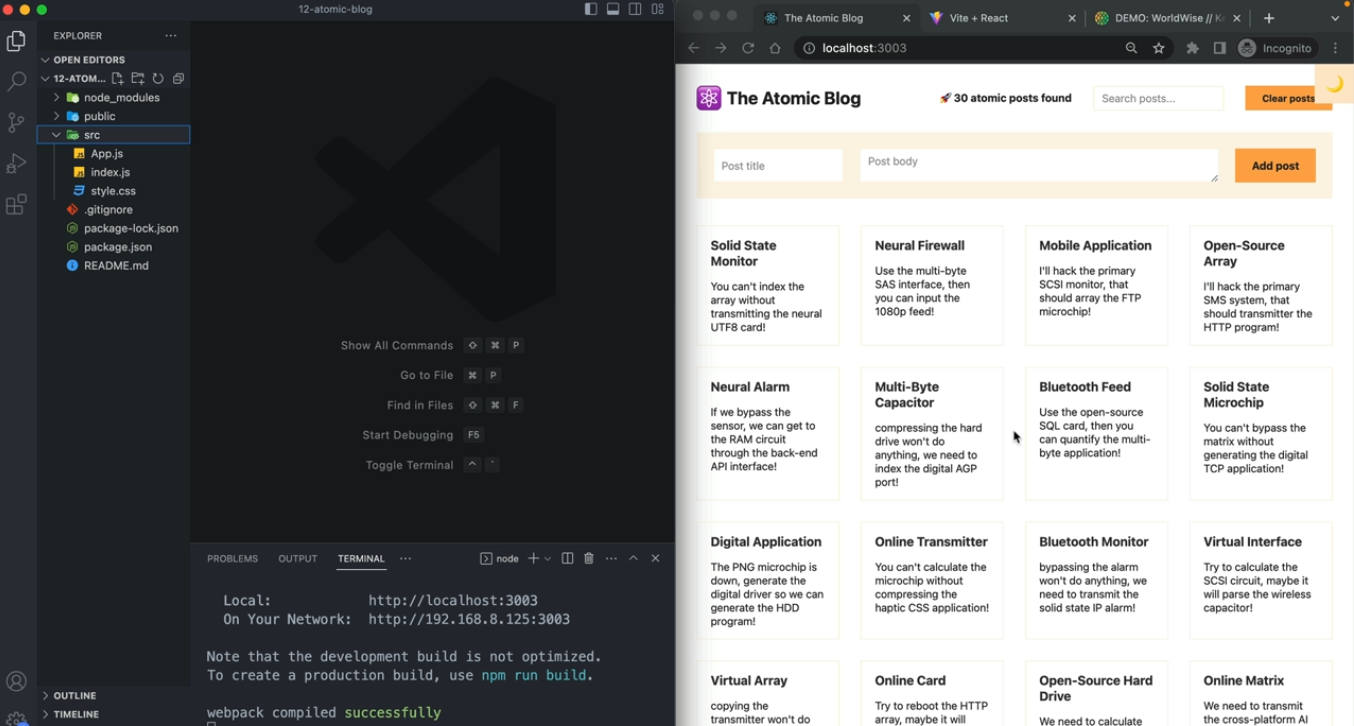 12-atomic-blog
EXPLORER
OPEN EDITORS
12-ATOM...
node_modules
public
src
App.js
index.js
style.css
.gitignore
package-lock.json
package.json
README.md
OUTLINE
TIMELINE
Show All Commands ⇧ ⌘ P
Go to File ⌘ P
Find in Files ⇧ ⌘ F
Start Debugging F5
Toggle Terminal ^ `
PROBLEMS OUTPUT TERMINAL ... node
Local: http://localhost:3003
On Your Network: http://192.168.8.125:3003
Note that the development build is not optimized.
To create a production build, use npm run build.
webpack compiled successfully
The Atomic Blog
Vite + React
DEMO: WorldWise // K
localhost:3003
Incognito
The Atomic Blog
🚀 30 atomic posts found
Search posts...
Clear posts
Post title
Post body
Add post
Solid State
Monitor
You can't index the
array without
transmitting the neural
UTF8 card!
Neural Firewall
Use the multi-byte
SAS interface, then
you can input the
1080p feed!
Mobile Application
I'll hack the primary
SCSI monitor, that
should array the FTP
microchip!
Open-Source
Array
I'll hack the primary
SMS system, that
should transmitter the
HTTP program!
Neural Alarm
If we bypass the
sensor, we can get to
the RAM circuit
through the back-end
API interface!
Multi-Byte
Capacitor
compressing the hard
drive won't do
anything, we need to
index the digital AGP
port!
Bluetooth Feed
Use the open-source
SQL card, then you
can quantify the multi-
byte application!
Solid State
Microchip
You can't bypass the
matrix without
generating the digital
TCP application!
Digital Application
The PNG microchip is
down, generate the
digital driver so we can
generate the HDD
program!
Online Transmitter
You can't calculate the
microchip without
compressing the
haptic CSS application!
Bluetooth Monitor
bypassing the alarm
won't do anything, we
need to transmit the
solid state IP alarm!
Virtual Interface
Try to calculate the
SCSI circuit, maybe it
will parse the wireless
capacitor!
Virtual Array
copying the
transmitter won't do
Online Card
Try to reboot the HTTP
array, maybe it will
Open-Source Hard
Drive
We need to calculate
Online Matrix
We need to transmit
the cross-platform AI